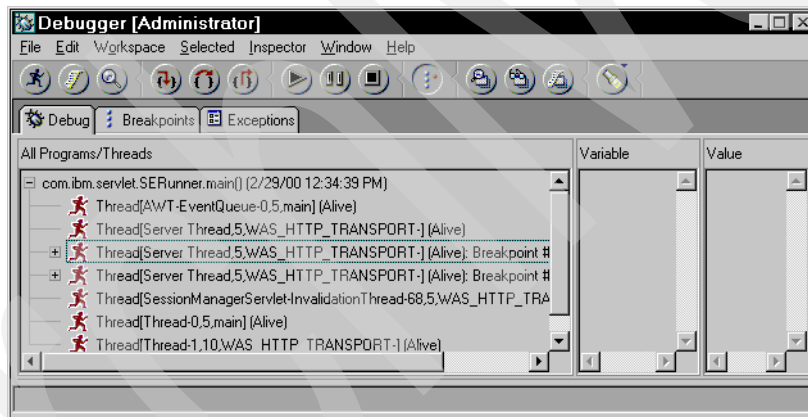 Debugger [Administrator]
File Edit Workspace Selected Inspector Window Help
Debug Breakpoints Exceptions
All Programs/Threads Variable Value
com.ibm.servlet.SERunner.main() (2/29/00 12:34:39 PM)
Thread[AWT-EventQueue-0,5,main] (Alive)
Thread[Server Thread,5,WAS_HTTP_TRANSPORT-] (Alive)
Thread[Server Thread,5,WAS_HTTP_TRANSPORT-] (Alive): Breakpoint #
Thread[Server Thread,5,WAS_HTTP_TRANSPORT-] (Alive): Breakpoint #
Thread[SessionManagerServlet-InvalidationThread-68,5,WAS_HTTP_TRA
Thread[Thread-0,5,main] (Alive)
Thread[Thread-1,10,WAS_HTTP_TRANSPORT-] (Alive)